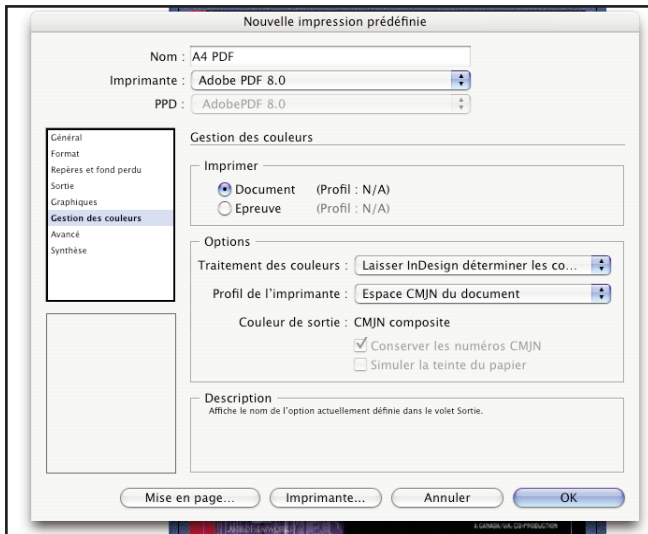 Nouvelle impression prédéfinie
Nom : A4 PDF
Imprimante : Adobe PDF 8.0
PPD : AdobePDF 8.0
Général
Format
Repères et fond perdu
Sortie
Graphiques
Gestion des couleurs
Avancé
Synthèse
Gestion des couleurs
Imprimer
Document (Profil : N/A)
Epreuve (Profil : N/A)
Options
Traitement des couleurs : Laisser InDesign déterminer les co...
Profil de l'imprimante : Espace CMJN du document
Couleur de sortie : CMJN composite
Conserver les numéros CMJN
Simuler la teinte du papier
Description
Affiche le nom de l'option actuellement définie dans le volet Sortie.
Mise en page... Imprimante... Annuler OK
A CANADA/U.K. CO-PRODUCTION